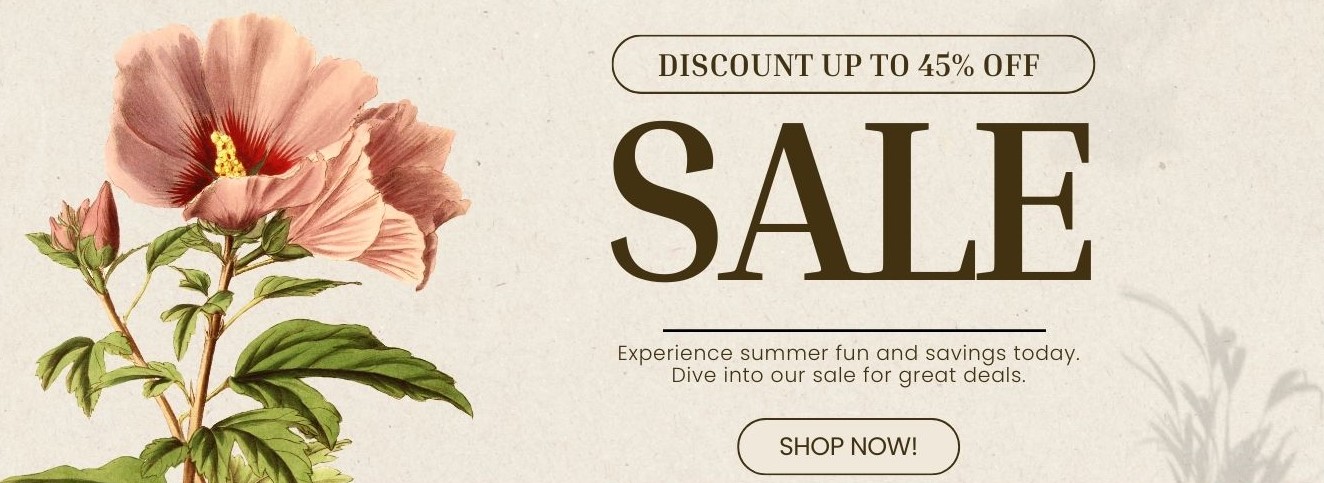 DISCOUNT UP TO 45% OFF
SALE
Experience summer fun and savings today.
Dive into our sale for great deals.
SHOP NOW!